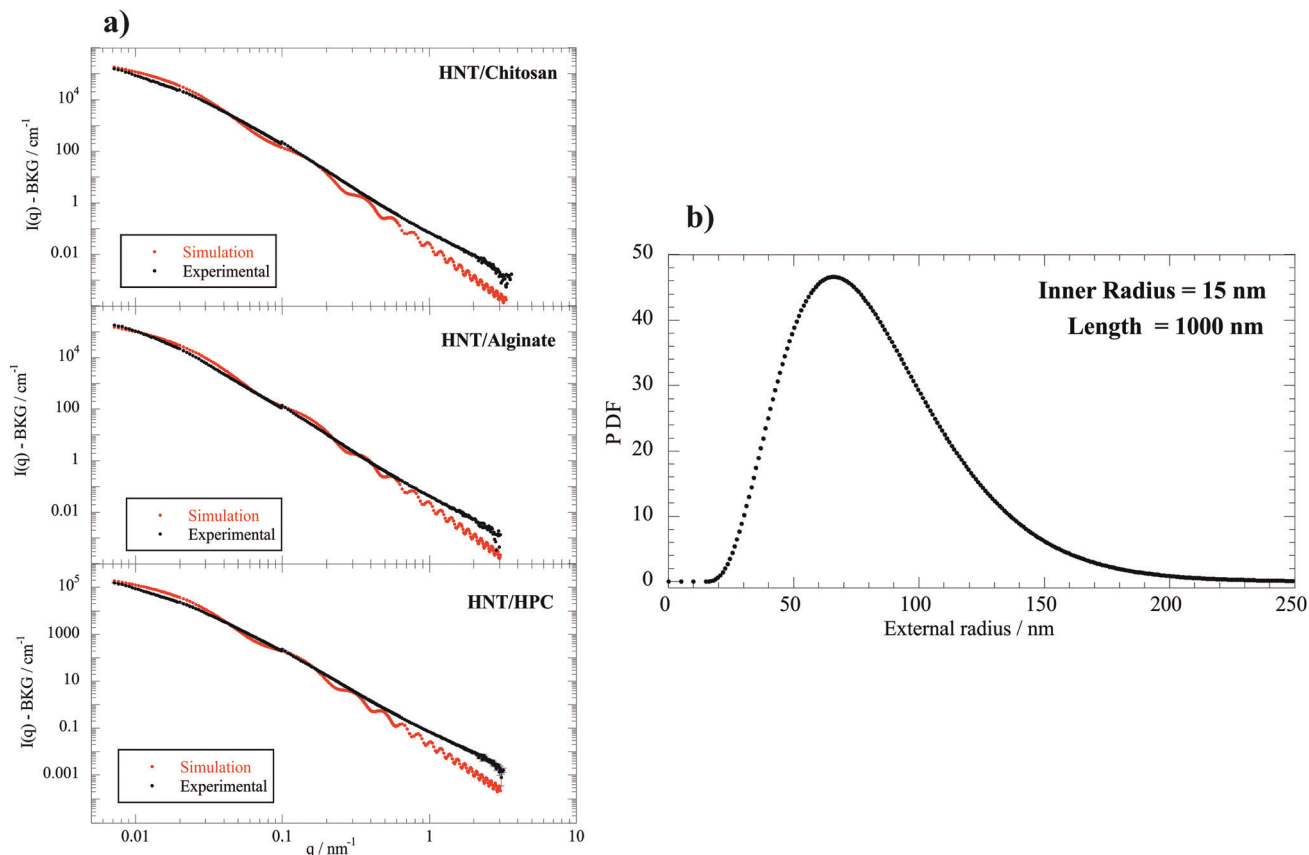 a)
HNT/Chitosan
10⁴
100
1
0.01
I(q) - BKG / cm⁻¹
Simulation
Experimental
HNT/Alginate
10⁴
100
1
0.01
I(q) - BKG / cm⁻¹
Simulation
Experimental
HNT/HPC
10⁵
1000
10
0.1
0.001
I(q) - BKG / cm⁻¹
Simulation
Experimental
0.01 0.1 1 10
q / nm⁻¹
b)
50
40
30
20
10
0
PDF
Inner Radius = 15 nm
Length = 1000 nm
0 50 100 150 200 250
External radius / nm